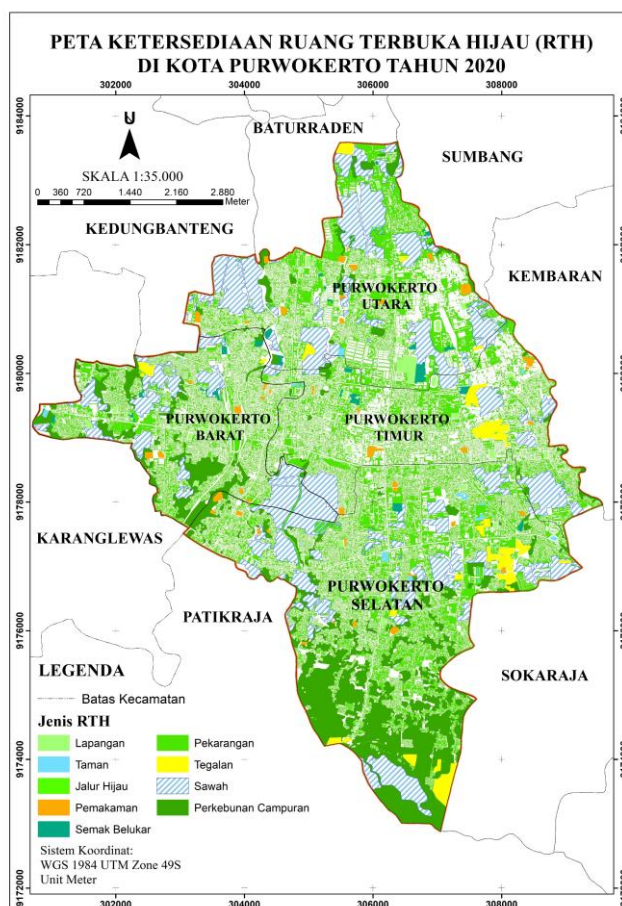 PETA KETERSEDIAAN RUANG TERBUKA HIJAU (RTH)
DI KOTA PURWOKERTO TAHUN 2020
302000 304000 306000 308000
9184000
9182000
9180000
9178000
9176000
9174000
9172000
U
SKALA 1:35.000
0 360 720 1.440 2.160 2.880
Meter
BATURRADEN
SUMBANG
KEDUNGBANTENG
KEMBARAN
PURWOKERTO
UTARA
PURWOKERTO
BARAT
PURWOKERTO
TIMUR
KARANGLEWAS
PURWOKERTO
SELATAN
PATIKRAJA
SOKARAJA
LEGENDA
Batas Kecamatan
Jenis RTH
Lapangan
Taman
Jalur Hijau
Pemakaman
Semak Belukar
Pekarangan
Tegalan
Sawah
Perkebunan Campuran
Sistem Koordinat:
WGS 1984 UTM Zone 49S
Unit Meter
302000 304000 306000 308000